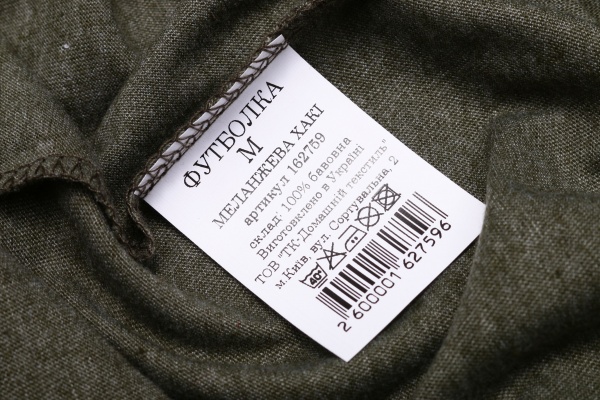 ФУТБОЛКА
М
МЕЛАНЖЕВА ХАКІ
артикул 162759
склад: 100% бавовна
Виготовлено в Україні
ТОВ "ТК-Домашній текстиль"
м.Київ, вул. Сортувальна, 2
40°
2 600001 627596